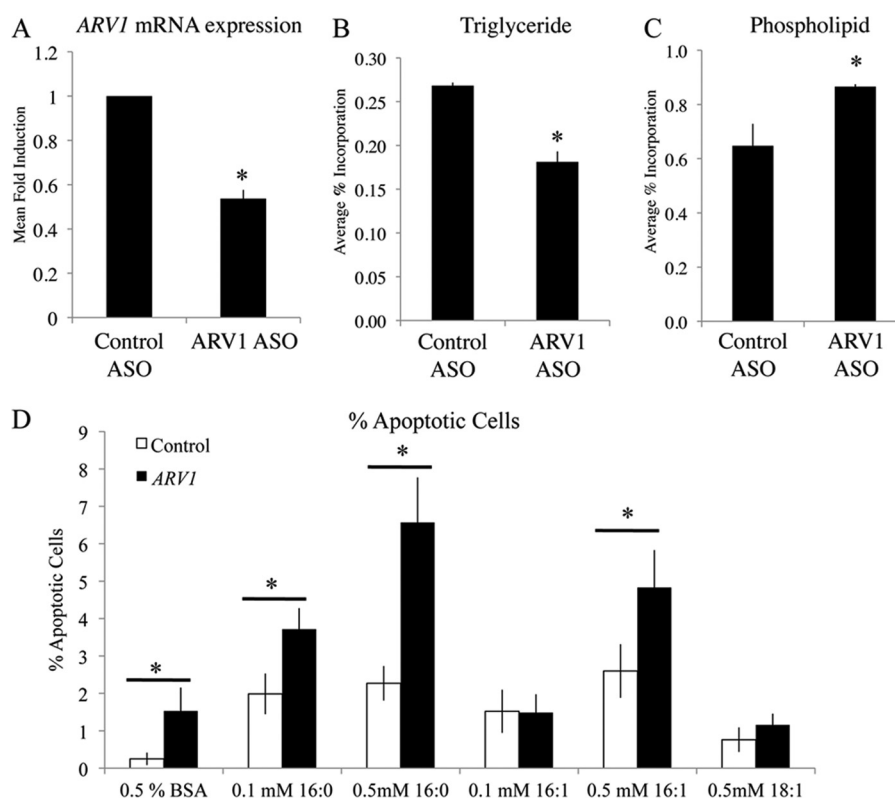 A
ARV1 mRNA expression
Mean Fold Induction
1.2
1
0.8
0.6
0.4
0.2
0
*
Control
ASO
ARV1 ASO
B
Triglyceride
Average % Incorporation
0.30
0.25
0.20
0.15
0.10
0.05
0.00
*
Control
ASO
ARV1
ASO
C
Phospholipid
Average % Incorporation
1.0
0.8
0.6
0.4
0.2
0.0
*
Control
ASO
ARV1
ASO
D
% Apoptotic Cells
Control
ARV1
% Apoptotic Cells
9
8
7
6
5
4
3
2
1
0
*
*
*
*
0.5 % BSA
0.1 mM 16:0
0.5mM 16:0
0.1 mM 16:1
0.5 mM 16:1
0.5mM 18:1